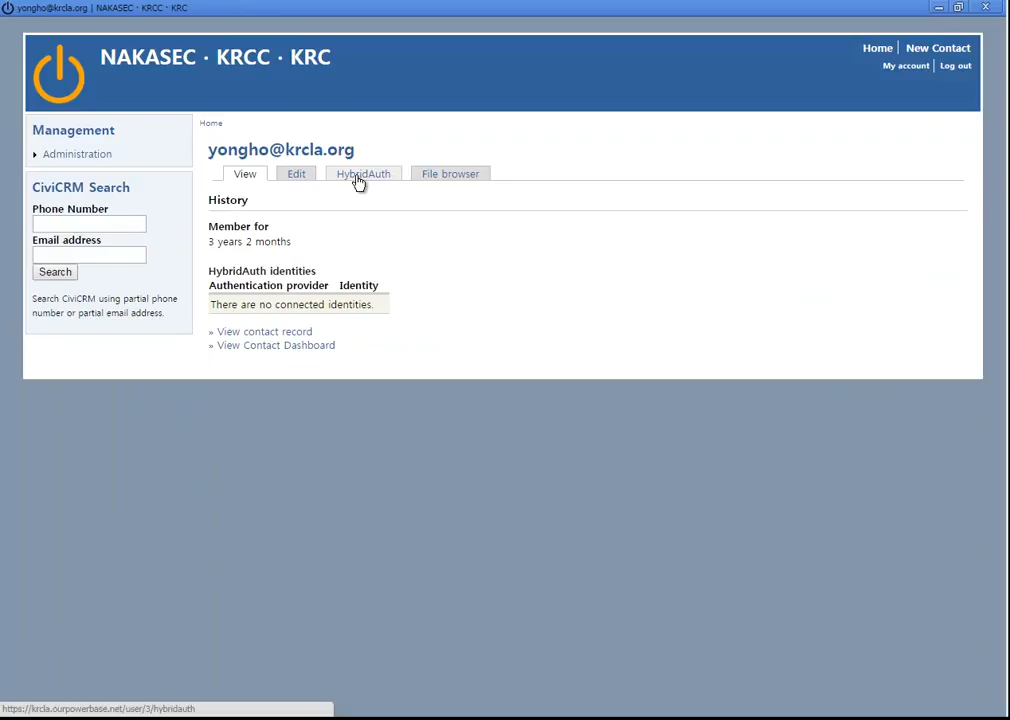 yongho@krcla.org | NAKASEC · KRCC · KRC
NAKASEC · KRCC · KRC
Home New Contact
My account Log out
Management
Administration
CiviCRM Search
Phone Number
Email address
Search
Search CiviCRM using partial phone
number or partial email address.
Home
yongho@krcla.org
View Edit HybridAuth File browser
History
Member for
3 years 2 months
HybridAuth identities
Authentication provider Identity
There are no connected identities.
» View contact record
» View Contact Dashboard
https://krcla.ourpowerbase.net/user/3/hybridauth